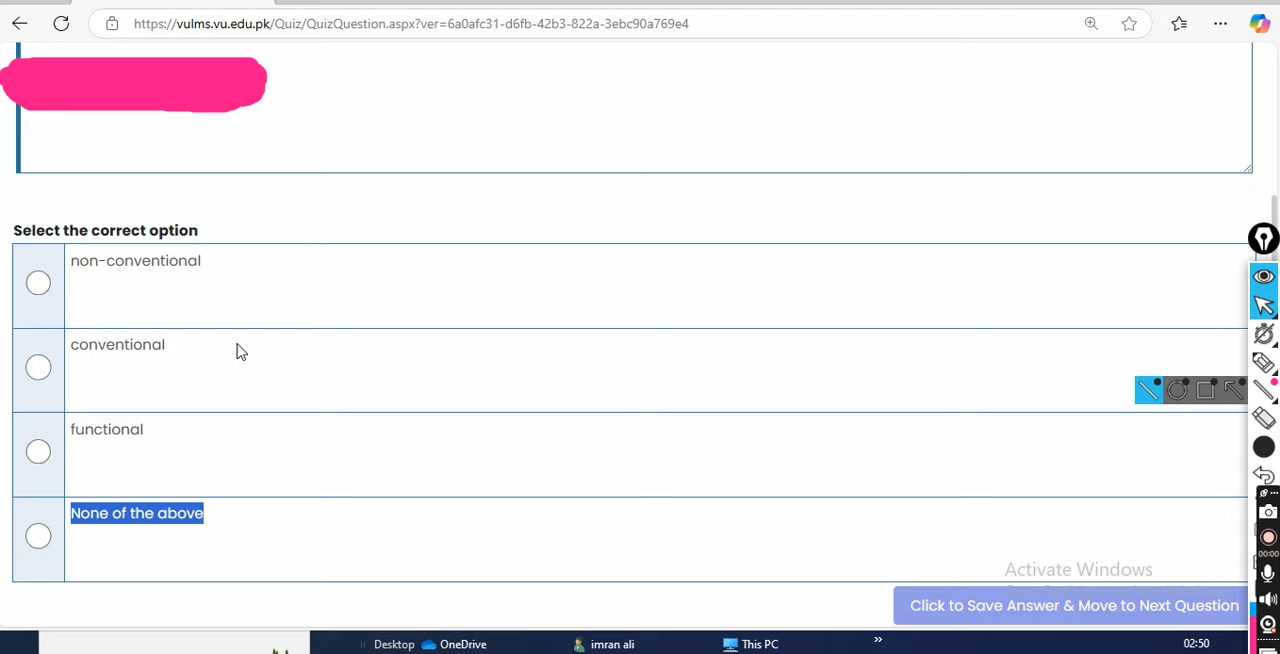 https://vulms.vu.edu.pk/Quiz/QuizQuestion.aspx?ver=6a0afc31-d6fb-42b3-822a-3ebc90a769e4
Select the correct option
non-conventional
conventional
functional
None of the above
Activate Windows
Click to Save Answer & Move to Next Question
00:00
Desktop
OneDrive
imran ali
This PC
02:50